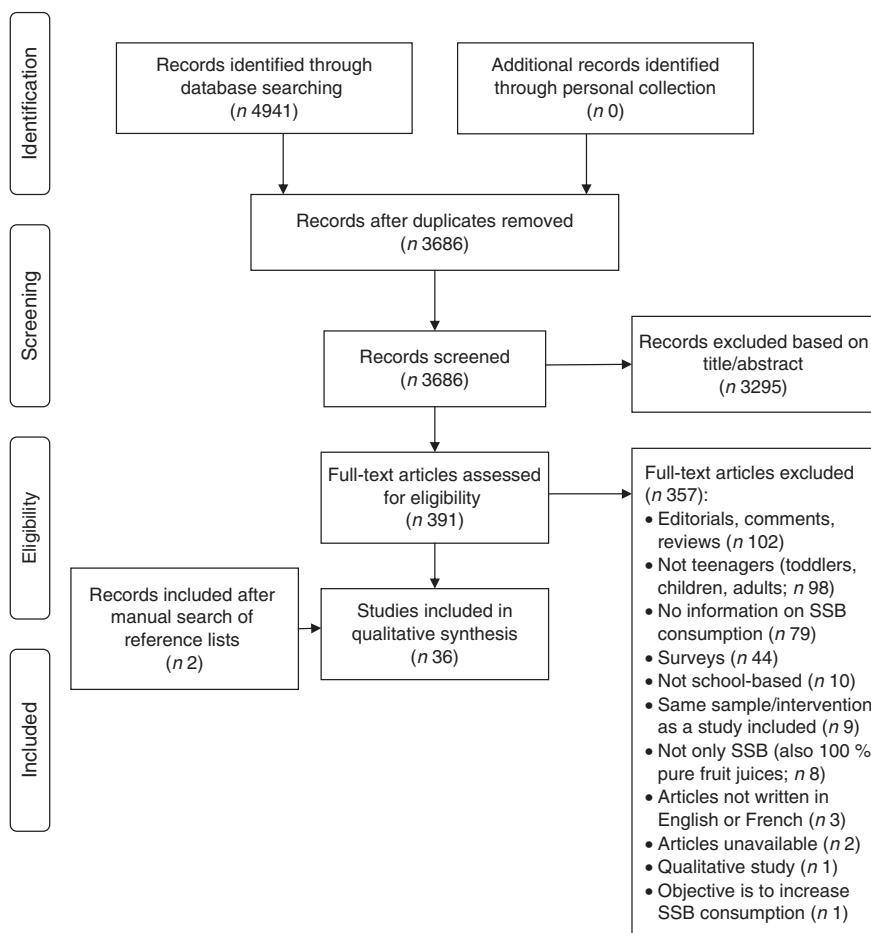 Identification
Records identified through
database searching
(n 4941)
Additional records identified
through personal collection
(n 0)
Records after duplicates removed
(n 3686)
Screening
Records screened
(n 3686)
Records excluded based on
title/abstract
(n 3295)
Eligibility
Full-text articles assessed
for eligibility
(n 391)
Full-text articles excluded
(n 357):
• Editorials, comments,
reviews (n 102)
• Not teenagers (toddlers,
children, adults; n 98)
• No information on SSB
consumption (n 79)
• Surveys (n 44)
• Not school-based (n 10)
• Same sample/intervention
as a study included (n 9)
• Not only SSB (also 100 %
pure fruit juices; n 8)
• Articles not written in
English or French (n 3)
• Articles unavailable (n 2)
• Qualitative study (n 1)
• Objective is to increase
SSB consumption (n 1)
Records included after
manual search of
reference lists
(n 2)
Studies included in
qualitative synthesis
(n 36)
Included